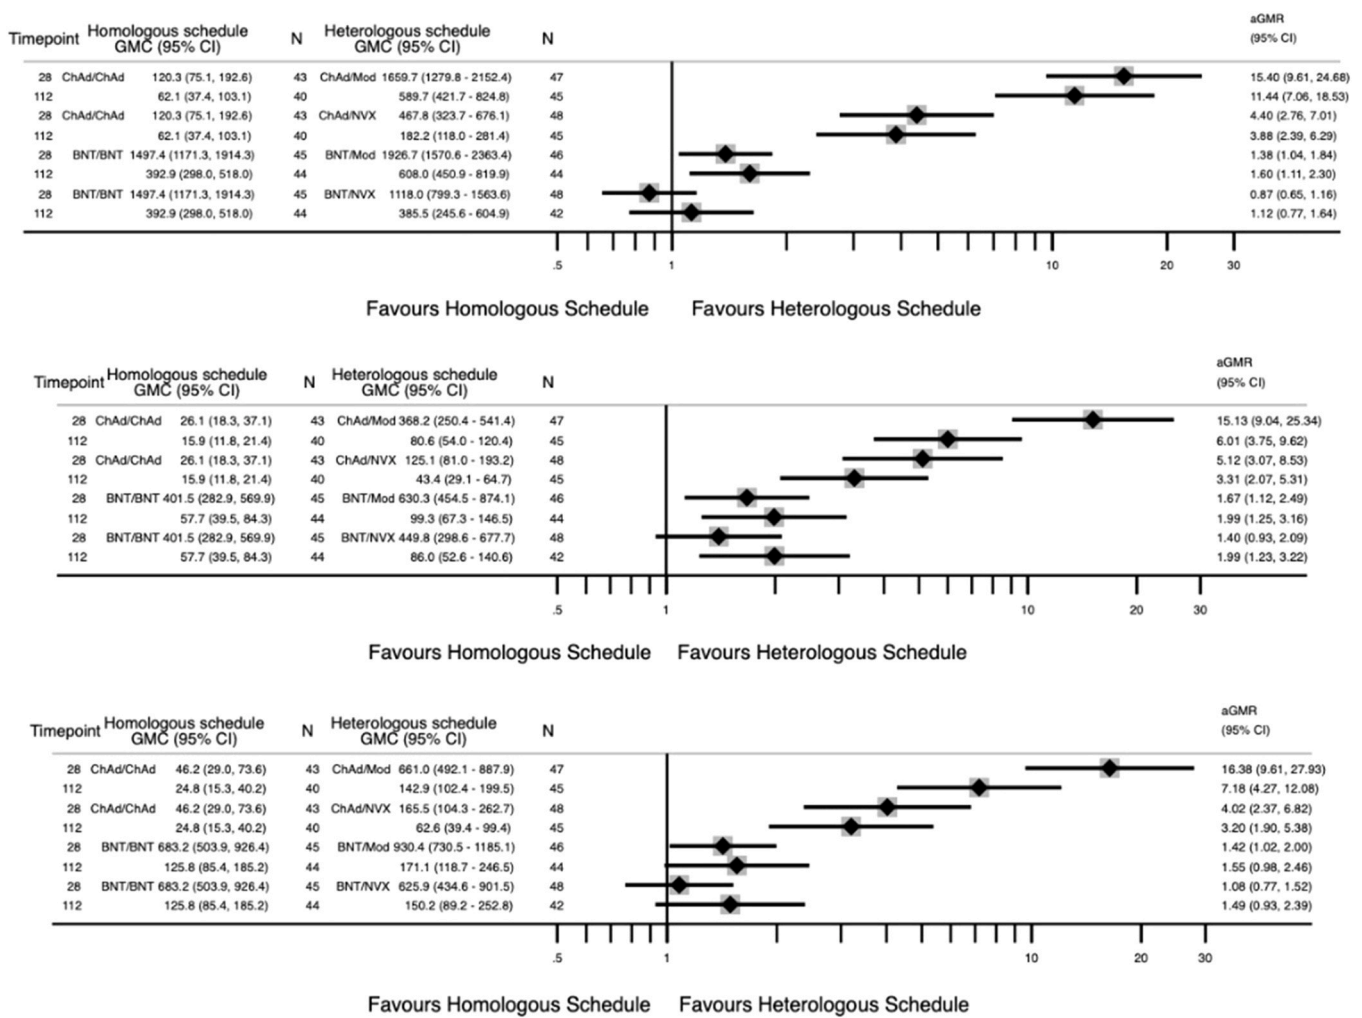 aGMR
Timepoint Homologous schedule GMC (95% CI) N Heterologous schedule GMC (95% CI) N (95% CI)
28 ChAd/ChAd 120.3 (75.1, 192.6) 43 ChAd/Mod 1659.7 (1279.8 - 2152.4) 47 15.40 (9.61, 24.68)
112 62.1 (37.4, 103.1) 40 589.7 (421.7 - 824.8) 45 11.44 (7.06, 18.53)
28 ChAd/ChAd 120.3 (75.1, 192.6) 43 ChAd/NVX 467.8 (323.7 - 676.1) 48 4.40 (2.76, 7.01)
112 62.1 (37.4, 103.1) 40 182.2 (118.0 - 281.4) 45 3.88 (2.39, 6.29)
28 BNT/BNT 1497.4 (1171.3, 1914.3) 45 BNT/Mod 1926.7 (1570.6 - 2363.4) 46 1.38 (1.04, 1.84)
112 392.9 (298.0, 518.0) 44 608.0 (450.9 - 819.9) 44 1.60 (1.11, 2.30)
28 BNT/BNT 1497.4 (1171.3, 1914.3) 45 BNT/NVX 1118.0 (799.3 - 1563.6) 48 0.87 (0.65, 1.16)
112 392.9 (298.0, 518.0) 44 385.5 (245.6 - 604.9) 42 1.12 (0.77, 1.64)
.5 1 10 20 30
Favours Homologous Schedule Favours Heterologous Schedule
aGMR
Timepoint Homologous schedule GMC (95% CI) N Heterologous schedule GMC (95% CI) N (95% CI)
28 ChAd/ChAd 26.1 (18.3, 37.1) 43 ChAd/Mod 368.2 (250.4 - 541.4) 47 15.13 (9.04, 25.34)
112 15.9 (11.8, 21.4) 40 80.6 (54.0 - 120.4) 45 6.01 (3.75, 9.62)
28 ChAd/ChAd 26.1 (18.3, 37.1) 43 ChAd/NVX 125.1 (81.0 - 193.2) 48 5.12 (3.07, 8.53)
112 15.9 (11.8, 21.4) 40 43.4 (29.1 - 64.7) 45 3.31 (2.07, 5.31)
28 BNT/BNT 401.5 (282.9, 569.9) 45 BNT/Mod 630.3 (454.5 - 874.1) 46 1.67 (1.12, 2.49)
112 57.7 (39.5, 84.3) 44 99.3 (67.3 - 146.5) 44 1.99 (1.25, 3.16)
28 BNT/BNT 401.5 (282.9, 569.9) 45 BNT/NVX 449.8 (298.6 - 677.7) 48 1.40 (0.93, 2.09)
112 57.7 (39.5, 84.3) 44 86.0 (52.6 - 140.6) 42 1.99 (1.23, 3.22)
.5 1 10 20 30
Favours Homologous Schedule Favours Heterologous Schedule
aGMR
Timepoint Homologous schedule GMC (95% CI) N Heterologous schedule GMC (95% CI) N (95% CI)
28 ChAd/ChAd 46.2 (29.0, 73.6) 43 ChAd/Mod 661.0 (492.1 - 887.9) 47 16.38 (9.61, 27.93)
112 24.8 (15.3, 40.2) 40 142.9 (102.4 - 199.5) 45 7.18 (4.27, 12.08)
28 ChAd/ChAd 46.2 (29.0, 73.6) 43 ChAd/NVX 165.5 (104.3 - 262.7) 48 4.02 (2.37, 6.82)
112 24.8 (15.3, 40.2) 40 62.6 (39.4 - 99.4) 45 3.20 (1.90, 5.38)
28 BNT/BNT 683.2 (503.9, 926.4) 45 BNT/Mod 930.4 (730.5 - 1185.1) 46 1.42 (1.02, 2.00)
112 125.8 (85.4, 185.2) 44 171.1 (118.7 - 246.5) 44 1.55 (0.98, 2.46)
28 BNT/BNT 683.2 (503.9, 926.4) 45 BNT/NVX 625.9 (434.6 - 901.5) 48 1.08 (0.77, 1.52)
112 125.8 (85.4, 185.2) 44 150.2 (89.2 - 252.8) 42 1.49 (0.93, 2.39)
.5 1 10 20 30
Favours Homologous Schedule Favours Heterologous Schedule